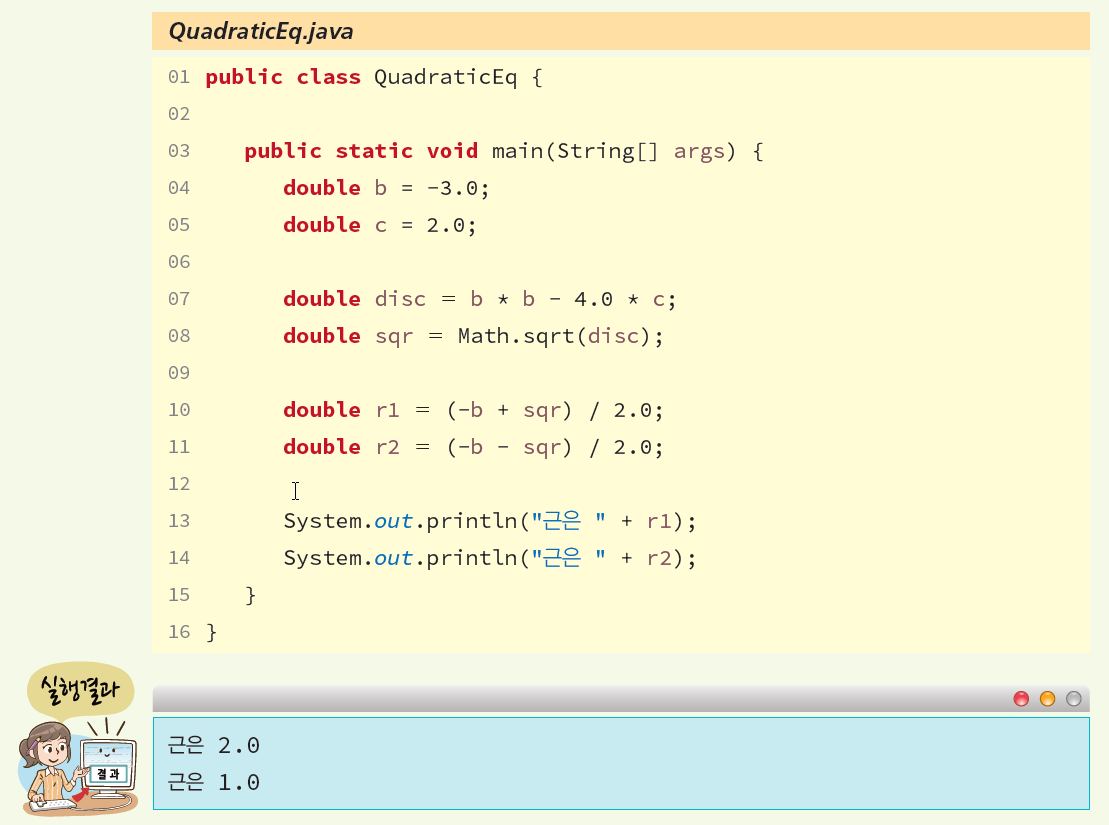 QuadraticEq.java
01 public class QuadraticEq {
02
03    public static void main(String[] args) {
04       double b = -3.0;
05       double c = 2.0;
06
07       double disc = b * b - 4.0 * c;
08       double sqr = Math.sqrt(disc);
09
10       double r1 = (-b + sqr) / 2.0;
11       double r2 = (-b - sqr) / 2.0;
12
13       System.out.println("근은 " + r1);
14       System.out.println("근은 " + r2);
15    }
16 }
실행결과
결과
근은 2.0
근은 1.0